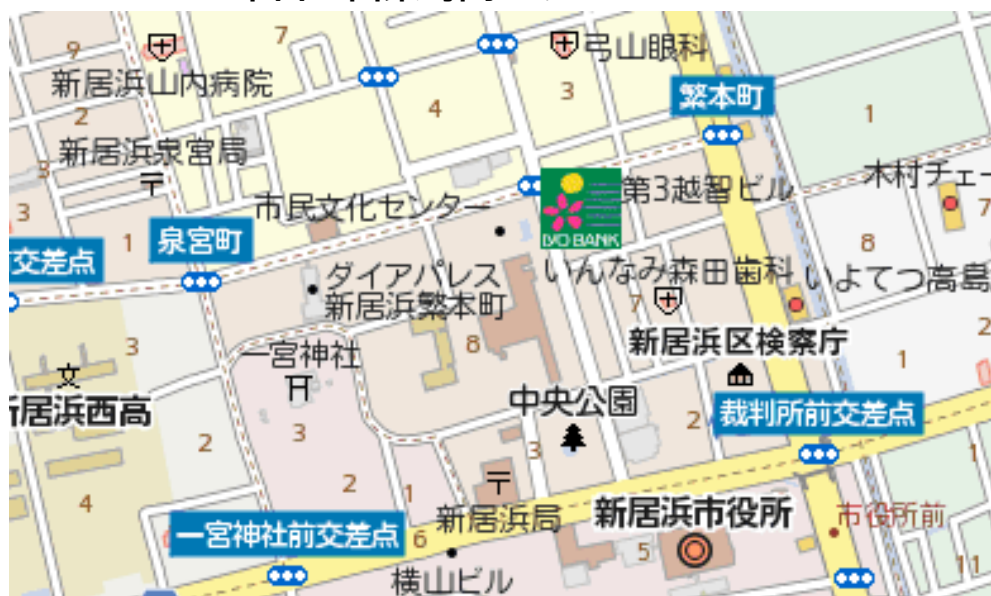 9
7
1
弓山眼科
新居浜山内病院
3
繁本町
2
4
1
新居浜泉宮局
3
木村チェー
第3越智ビル
市民文化センター
7
3
1
泉宮町
8
IYO BANK
交差点
ダイアパレス
新居浜繁本町
いんなみ森田歯科
いよてつ高島
7
新居浜区検察庁
2
3
一宮神社
8
1
文
居浜西高
中央公園
裁判所前交差点
2
3
3
2
1
2
1
4
新居浜局
新居浜市役所
市役所前
一宮神社前交差点
6
5
11
横山ビル